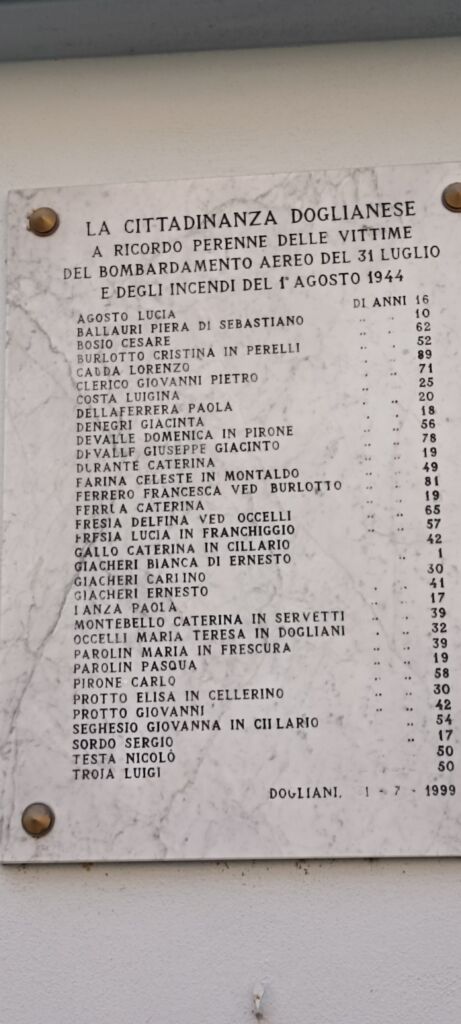 LA CITTADINANZA DOGLIANESE
A RICORDO PERENNE DELLE VITTIME
DEL BOMBARDAMENTO AEREO DEL 31 LUGLIO
E DEGLI INCENDI DEL 1° AGOSTO 1944
AGOSTO LUCIA DI ANNI 16
BALLAURI PIERA DI SEBASTIANO " " 10
BOSIO CESARE " " 62
BURLOTTO CRISTINA IN PERELLI " " 52
CADDA LORENZO " " 89
CLERICO GIOVANNI PIETRO " " 71
COSTA LUIGINA " " 25
DELLAFERRERA PAOLA " " 20
DENEGRI GIACINTA " " 18
DEVALLE DOMENICA IN PIRONE " " 56
DEVALLE GIUSEPPE GIACINTO " " 78
DURANTE CATERINA " " 19
FARINA CELESTE IN MONTALDO " " 49
FERRERO FRANCESCA VED BURLOTTO " " 81
FERRUA CATERINA " " 19
FRESIA DELFINA VED OCCELLI " " 65
FRESIA LUCIA IN FRANCHIGGIO " " 57
GALLO CATERINA IN CILLARIO 42
GIACHERI BIANCA DI ERNESTO " 1
GIACHERI CARLINO 30
GIACHERI ERNESTO " " 41
LANZA PAOLA " " 17
MONTEBELLO CATERINA IN SERVETTI " " 39
OCCELLI MARIA TERESA IN DOGLIANI " " 32
PAROLIN MARIA IN FRESCURA " " 39
PAROLIN PASQUA " " 19
PIRONE CARLO " " 58
PROTTO ELISA IN CELLERINO " " 30
PROTTO GIOVANNI " " 42
SEGHESIO GIOVANNA IN CILLARIO " 54
SORDO SERGIO " 17
TESTA NICOLÒ 50
TROIA LUIGI 50
DOGLIANI, 1 - 7 - 1999